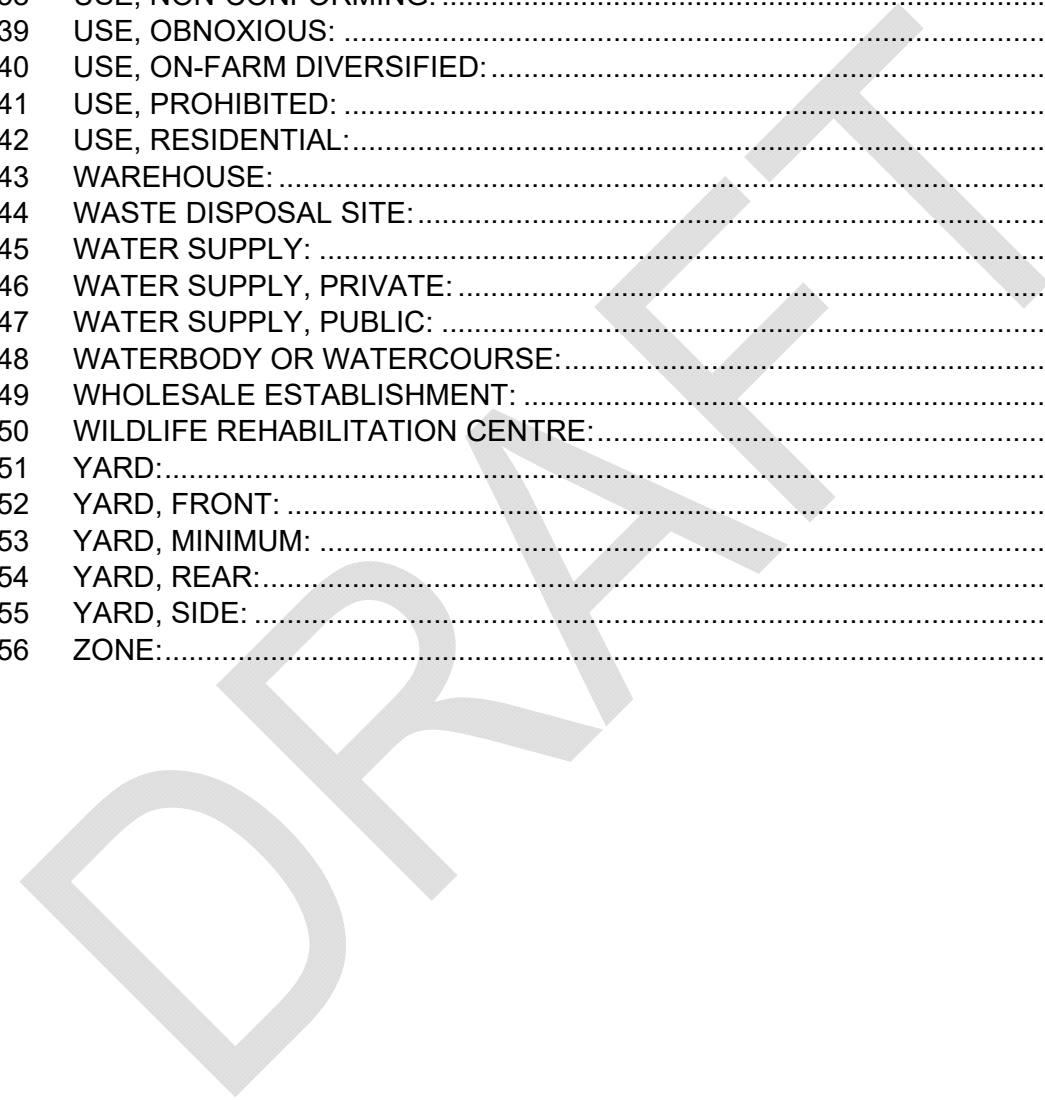 USE, NON-CONFORMING:
39 USE, OBNOXIOUS: ..........
40 USE, ON-FARM DIVERSIFIED: ..........
41 USE, PROHIBITED: ..........
42 USE, RESIDENTIAL: ..........
43 WAREHOUSE: ..........
44 WASTE DISPOSAL SITE: ..........
45 WATER SUPPLY: ..........
46 WATER SUPPLY, PRIVATE: ..........
47 WATER SUPPLY, PUBLIC: ..........
48 WATERBODY OR WATERCOURSE: ..........
49 WHOLESALE ESTABLISHMENT: ..........
50 WILDLIFE REHABILITATION CENTRE: ..........
51 YARD: ..........
52 YARD, FRONT: ..........
53 YARD, MINIMUM: ..........
54 YARD, REAR: ..........
55 YARD, SIDE: ..........
56 ZONE: ..........
DRAFT